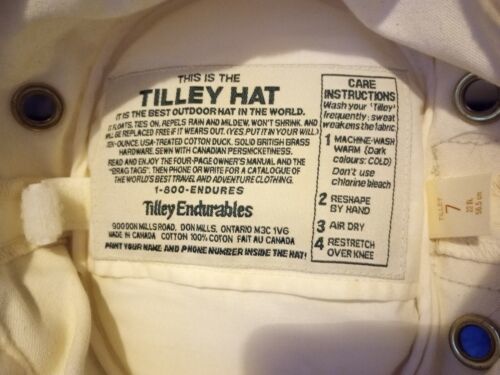 THIS IS THE
TILLEY HAT
IT IS THE BEST OUTDOOR HAT IN THE WORLD.
IT FLOATS, TIES ON, REPELS RAIN AND MILDEW, WON'T SHRINK. AND
WILL BE REPLACED FREE IF IT WEARS OUT. (YES, PUT IT IN YOUR WILL.)
TEN-OUNCE, USA-TREATED COTTON DUCK. SOLID BRITISH BRASS
HARDWARE. SEWN WITH CANADIAN PERSNICKETINESS.
READ AND ENJOY THE FOUR-PAGE OWNER'S MANUAL AND THE
"BRAG TAGS". THEN PHONE OR WRITE FOR A CATALOGUE OF
THE WORLD'S BEST TRAVEL AND ADVENTURE CLOTHING.
1-800-ENDURES
Tilley Endurables
900 DON MILLS ROAD, DON MILLS, ONTARIO M3C 1V6
MADE IN CANADA COTTON 100% COTON FAIT AU CANADA
PRINT YOUR NAME AND PHONE NUMBER INSIDE THE HAT!
CARE
INSTRUCTIONS
Wash your 'Tilley'
frequently; sweat
weakens the fabric.
1 MACHINE-WASH
WARM (Dark
colours: COLD)
Don't use
chlorine bleach
2 RESHAPE
BY HAND
3 AIR DRY
4 RESTRETCH
OVER KNEE
TILLEY
7